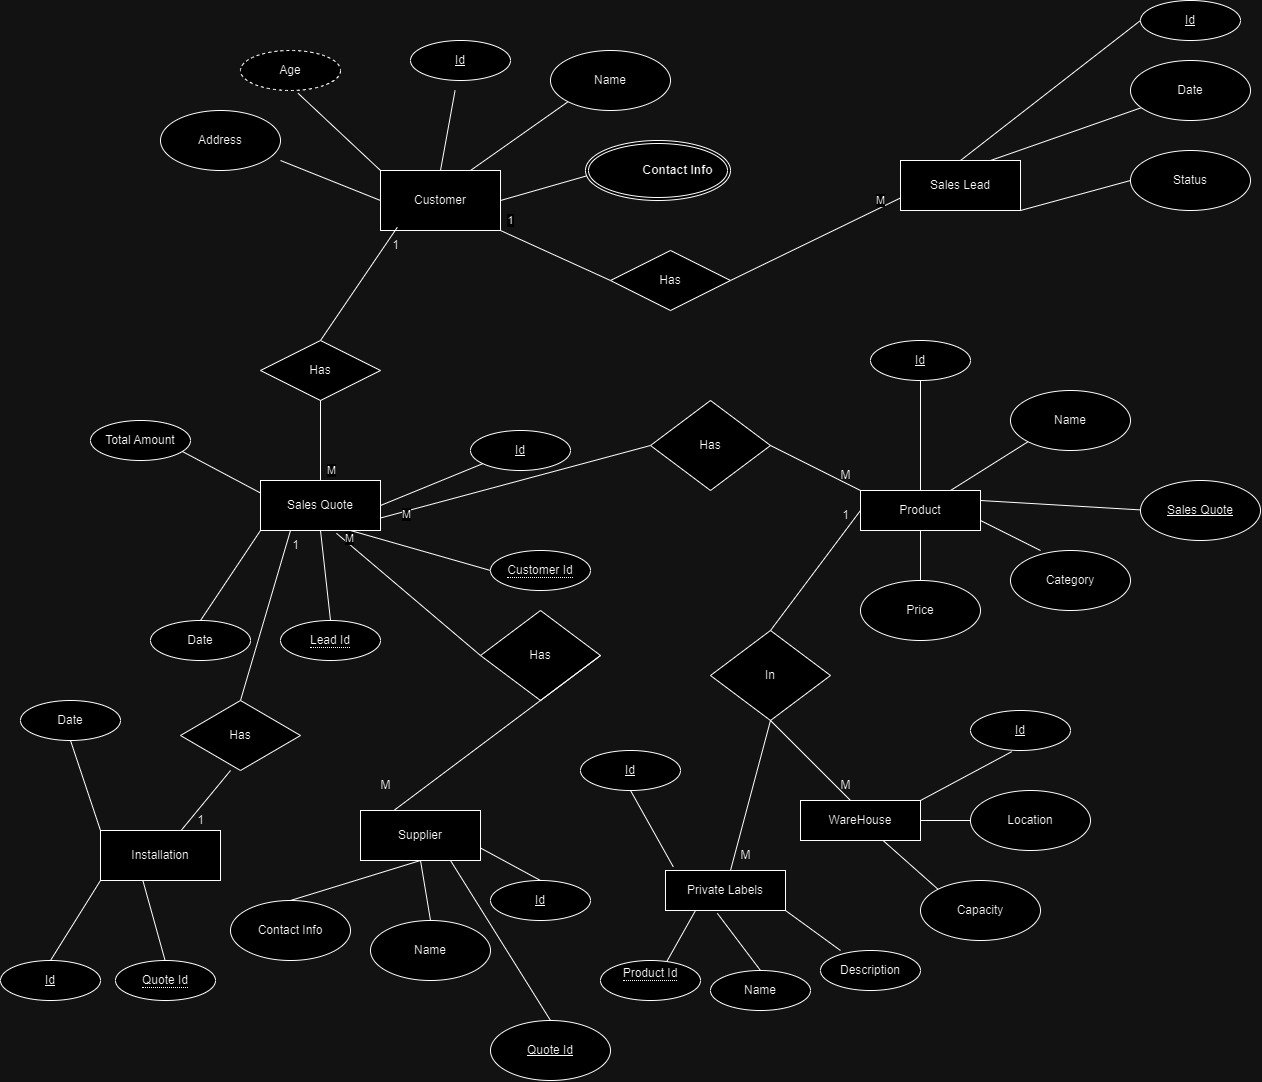 Id
Age
Id
Name
Date
Address
Contact Info
Status
Sales Lead
Customer
M
1
1
Has
Id
Has
Name
Total Amount
Id
Has
M
M
Sales Quote
Product
Sales Quote
M
1
1
M
Customer Id
Category
Price
Date
Lead Id
Has
In
Date
Has
Id
Id
M
M
1
WareHouse
Location
Supplier
Installation
M
Private Labels
Id
Capacity
Contact Info
Name
Id
Quote Id
Product Id
Name
Description
Quote Id